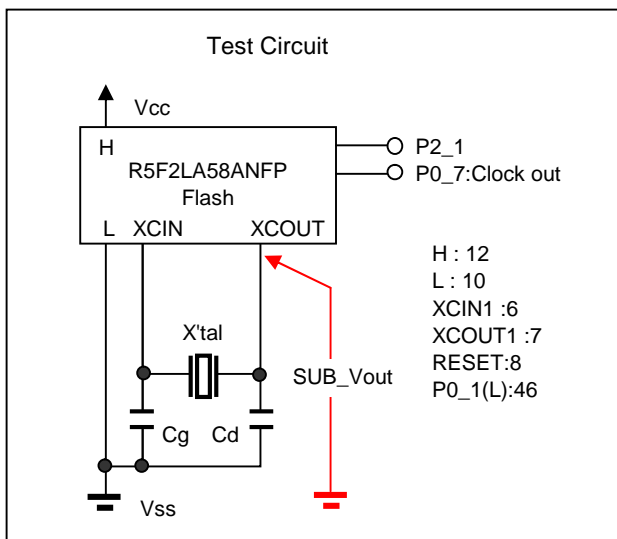 Test Circuit
Vcc
H
R5F2LA58ANFP
Flash
L XCIN XCOUT
P2_1
P0_7:Clock out
X'tal
Cg
Cd
Vss
SUB_Vout
H : 12
L : 10
XCIN1 :6
XCOUT1 :7
RESET:8
P0_1(L):46